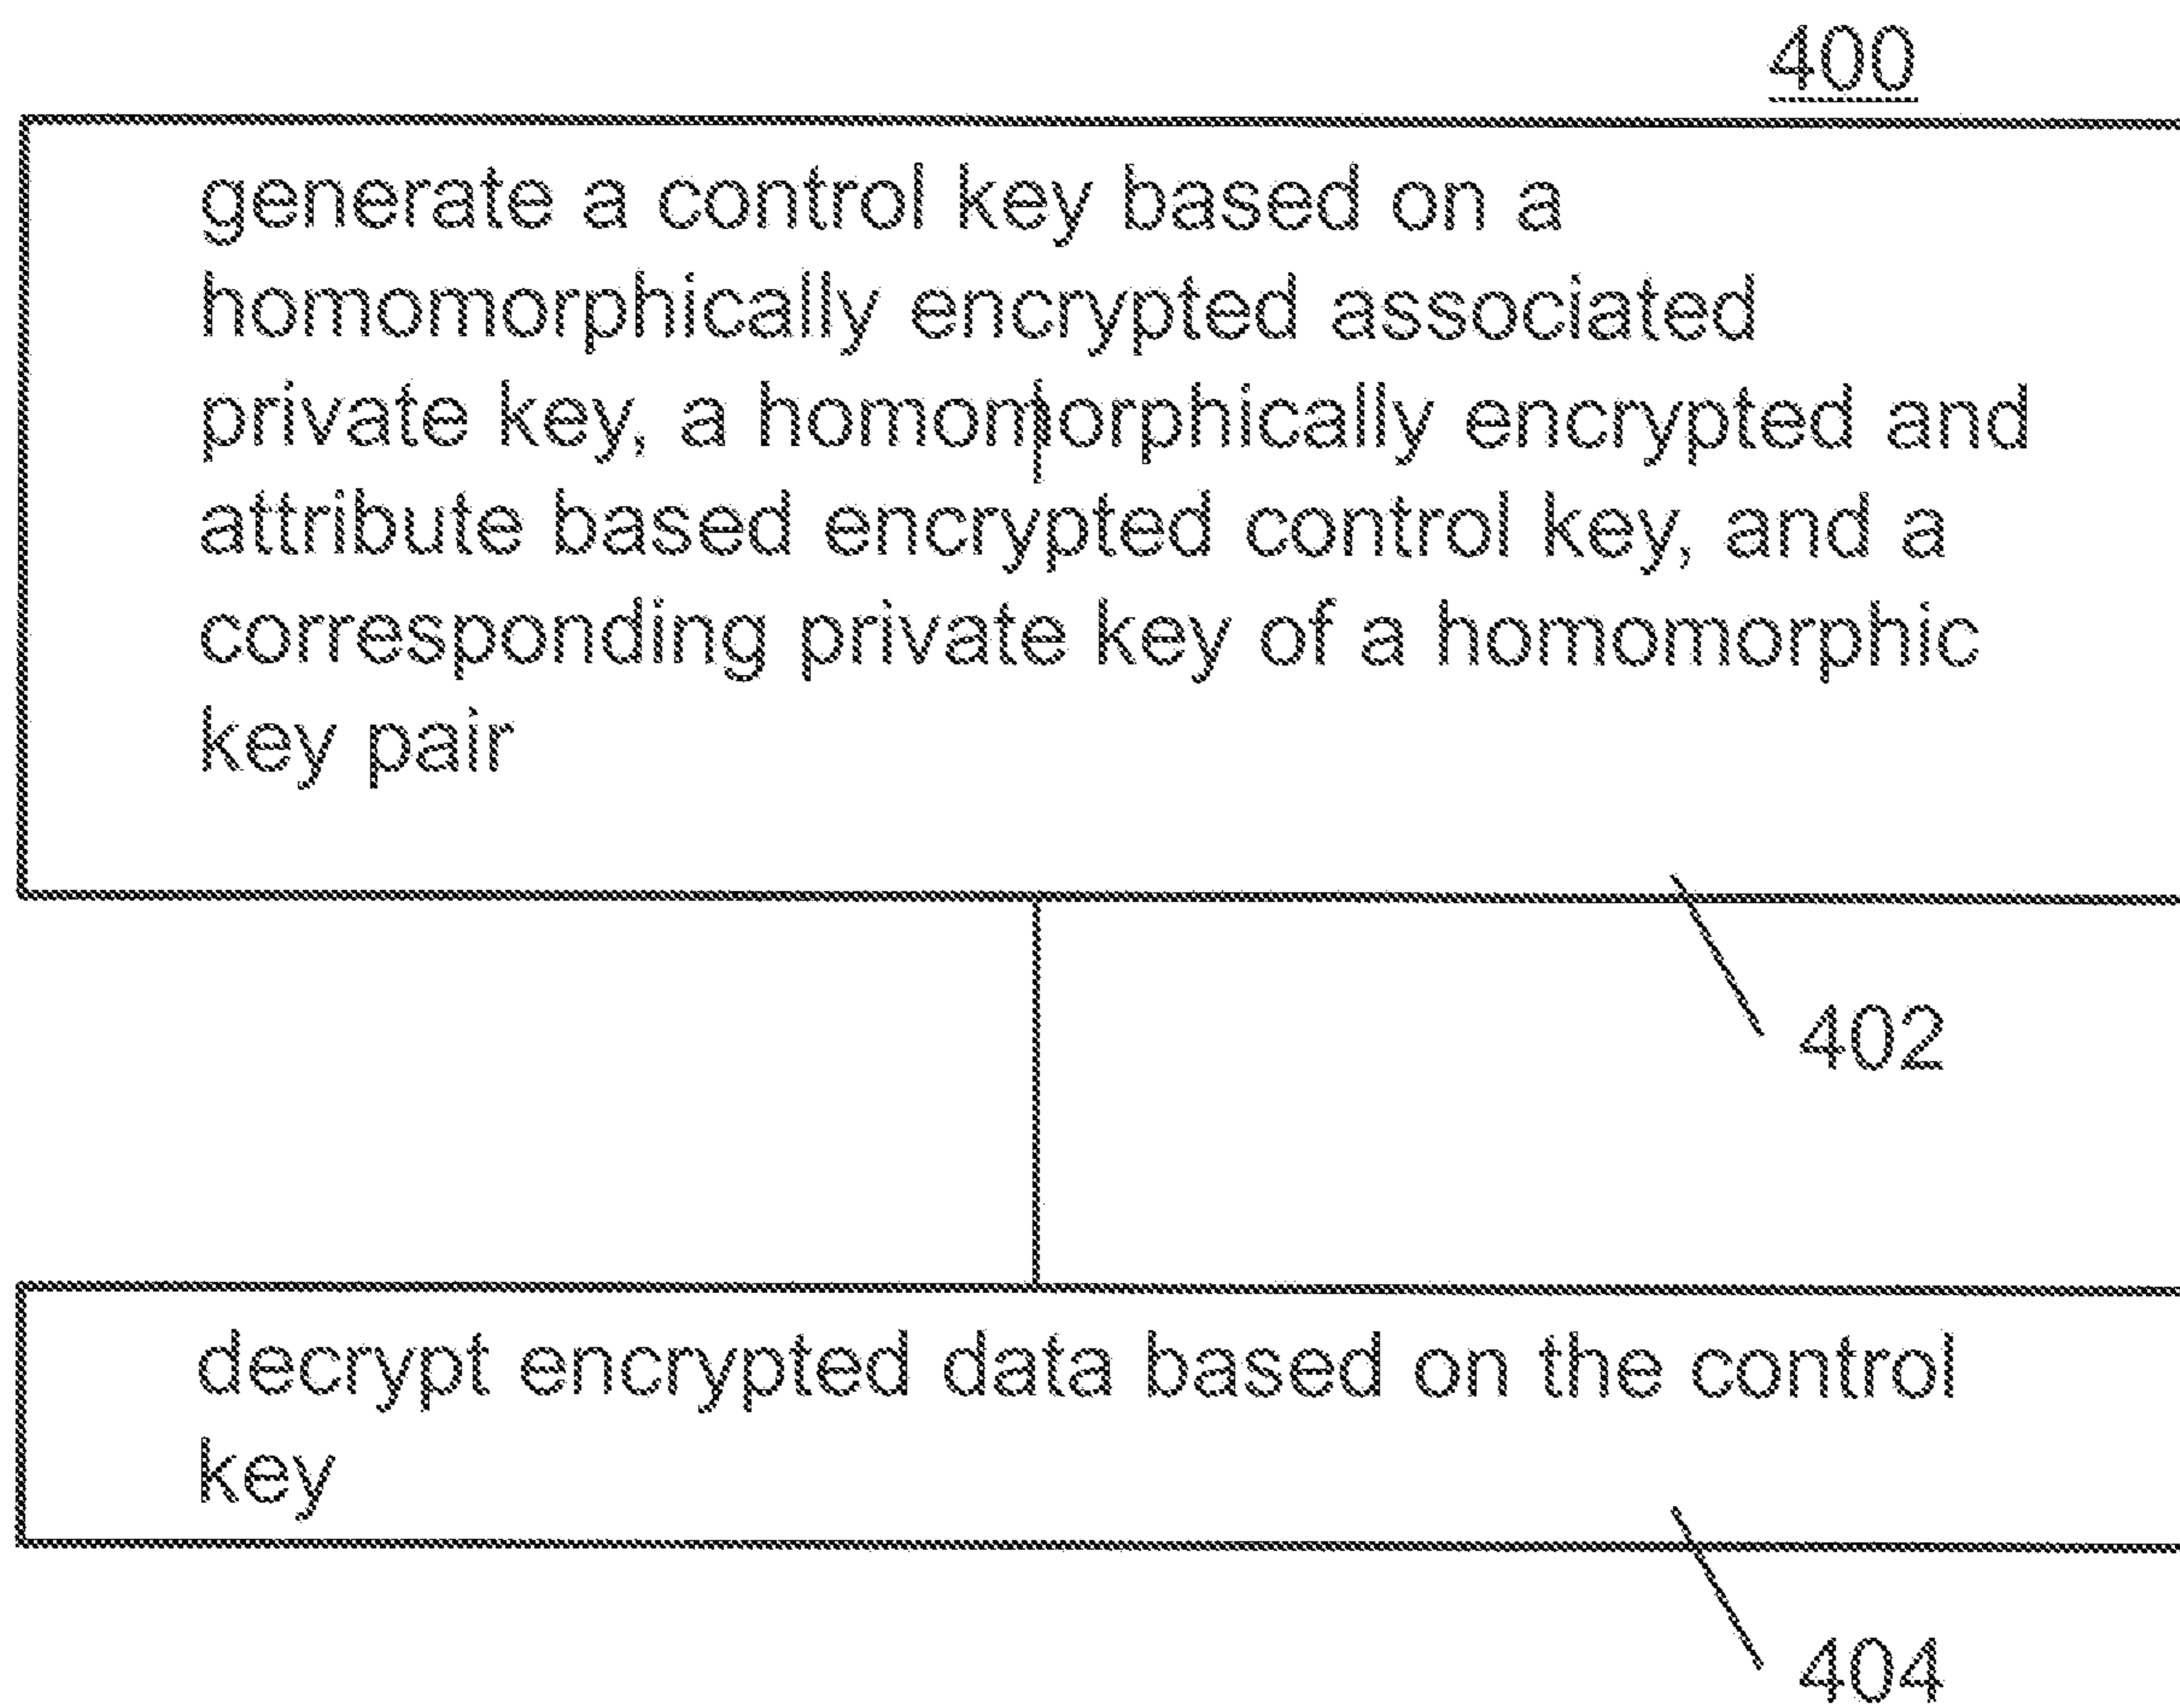 400
generate a control key based on a
homomorphically encrypted associated
private key, a homomorphically encrypted and
attribute based encrypted control key, and a
corresponding private key of a homomorphic
key pair
402
decrypt encrypted data based on the control
key
404